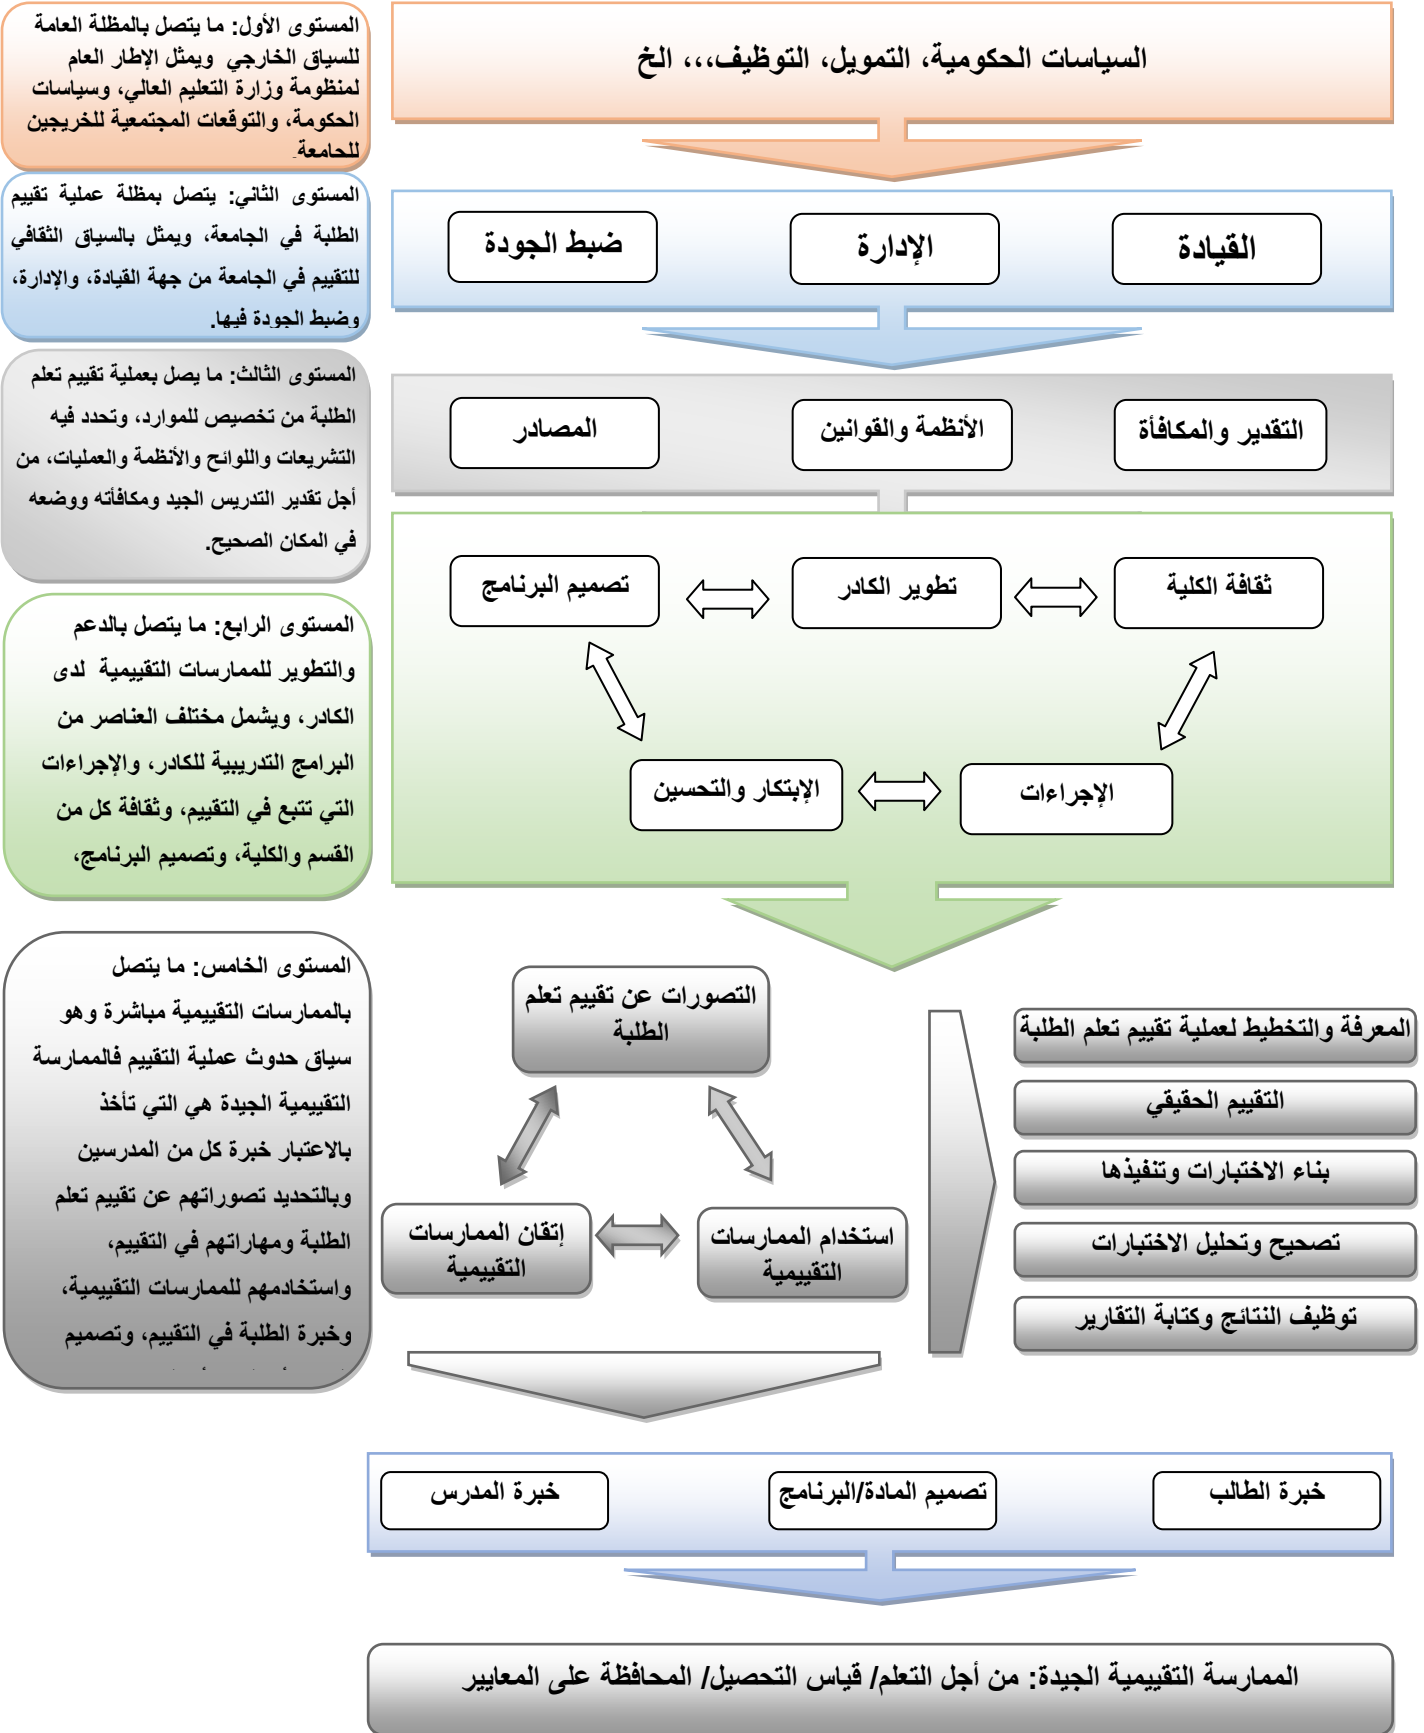 السياسات الحكومية، التمويل، التوظيف،،، الخ
المستوى الأول: ما يتصل بالمظلة العامة
للسياق الخارجي ويمثل الإطار العام
لمنظومة وزارة التعليم العالي، وسياسات
الحكومة، والتوقعات المجتمعية للخريجين
للجامعة.
القيادة
الإدارة
ضبط الجودة
المستوى الثاني: يتصل بمظلة عملية تقييم
الطلبة في الجامعة، ويمثل بالسياق الثقافي
للتقييم في الجامعة من جهة القيادة، والإدارة،
وضبط الجودة فيها.
التقدير والمكافأة
الأنظمة والقوانين
المصادر
المستوى الثالث: ما يصل بعملية تقييم تعلم
الطلبة من تخصيص للموارد، وتحدد فيه
التشريعات واللوائح والأنظمة والعمليات، من
أجل تقدير التدريس الجيد ومكافأته ووضعه
في المكان الصحيح.
ثقافة الكلية
تطوير الكادر
تصميم البرنامج
الإجراءات
الإبتكار والتحسين
المستوى الرابع: ما يتصل بالدعم
والتطوير للممارسات التقييمية لدى
الكادر، ويشمل مختلف العناصر من
البرامج التدريبية للكادر، والإجراءات
التي تتبع في التقييم، وثقافة كل من
القسم والكلية، وتصميم البرنامج،
المعرفة والتخطيط لعملية تقييم تعلم الطلبة
التقييم الحقيقي
بناء الاختبارات وتنفيذها
تصحيح وتحليل الاختبارات
توظيف النتائج وكتابة التقارير
التصورات عن تقييم تعلم
الطلبة
استخدام الممارسات
التقييمية
إتقان الممارسات
التقييمية
المستوى الخامس: ما يتصل
بالممارسات التقييمية مباشرة وهو
سياق حدوث عملية التقييم فالممارسة
التقييمية الجيدة هي التي تأخذ
بالاعتبار خبرة كل من المدرسين
وبالتحديد تصوراتهم عن تقييم تعلم
الطلبة ومهاراتهم في التقييم،
واستخدامهم للممارسات التقييمية،
وخبرة الطلبة في التقييم، وتصميم
خبرة الطالب
تصميم المادة/البرنامج
خبرة المدرس
الممارسة التقييمية الجيدة: من أجل التعلم/ قياس التحصيل/ المحافظة على المعايير